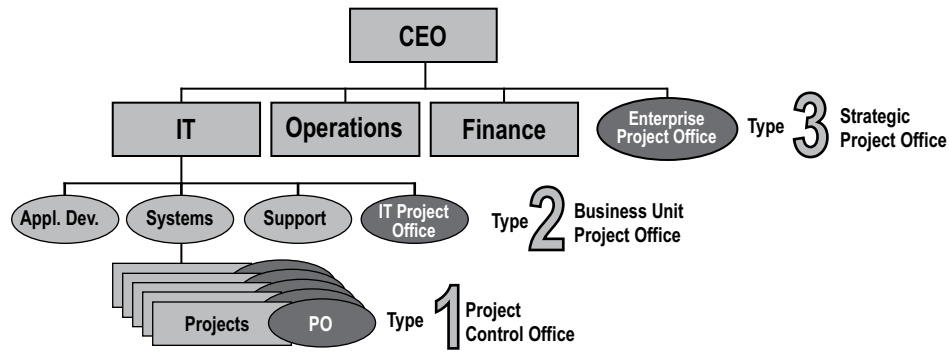 CEO
IT
Operations
Finance
Enterprise
Project Office
Type 3
Strategic
Project Office
Appl. Dev.
Systems
Support
IT Project
Office
Type 2
Business Unit
Project Office
Projects
PO
Type 1
Project
Control Office